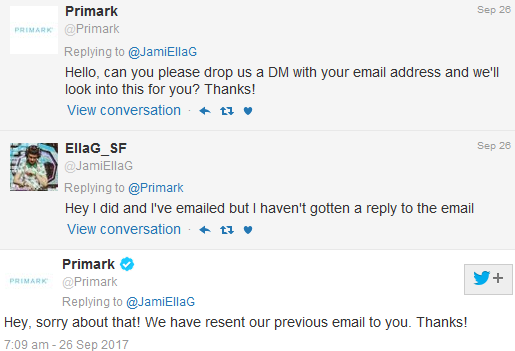 Primark
Sep 26
PRIMARK
@Primark
Replying to @JamiEllaG
Hello, can you please drop us a DM with your email address and we'll
look into this for you? Thanks!
View conversation ·
EllaG_SF
Sep 26
@JamiEllaG
Replying to @Primark
Hey I did and I've emailed but I haven't gotten a reply to the email
View conversation ·
Primark
PRIMARK
@Primark
+
Replying to @JamiEllaG
Hey, sorry about that! We have resent our previous email to you. Thanks!
7:09 am - 26 Sep 2017